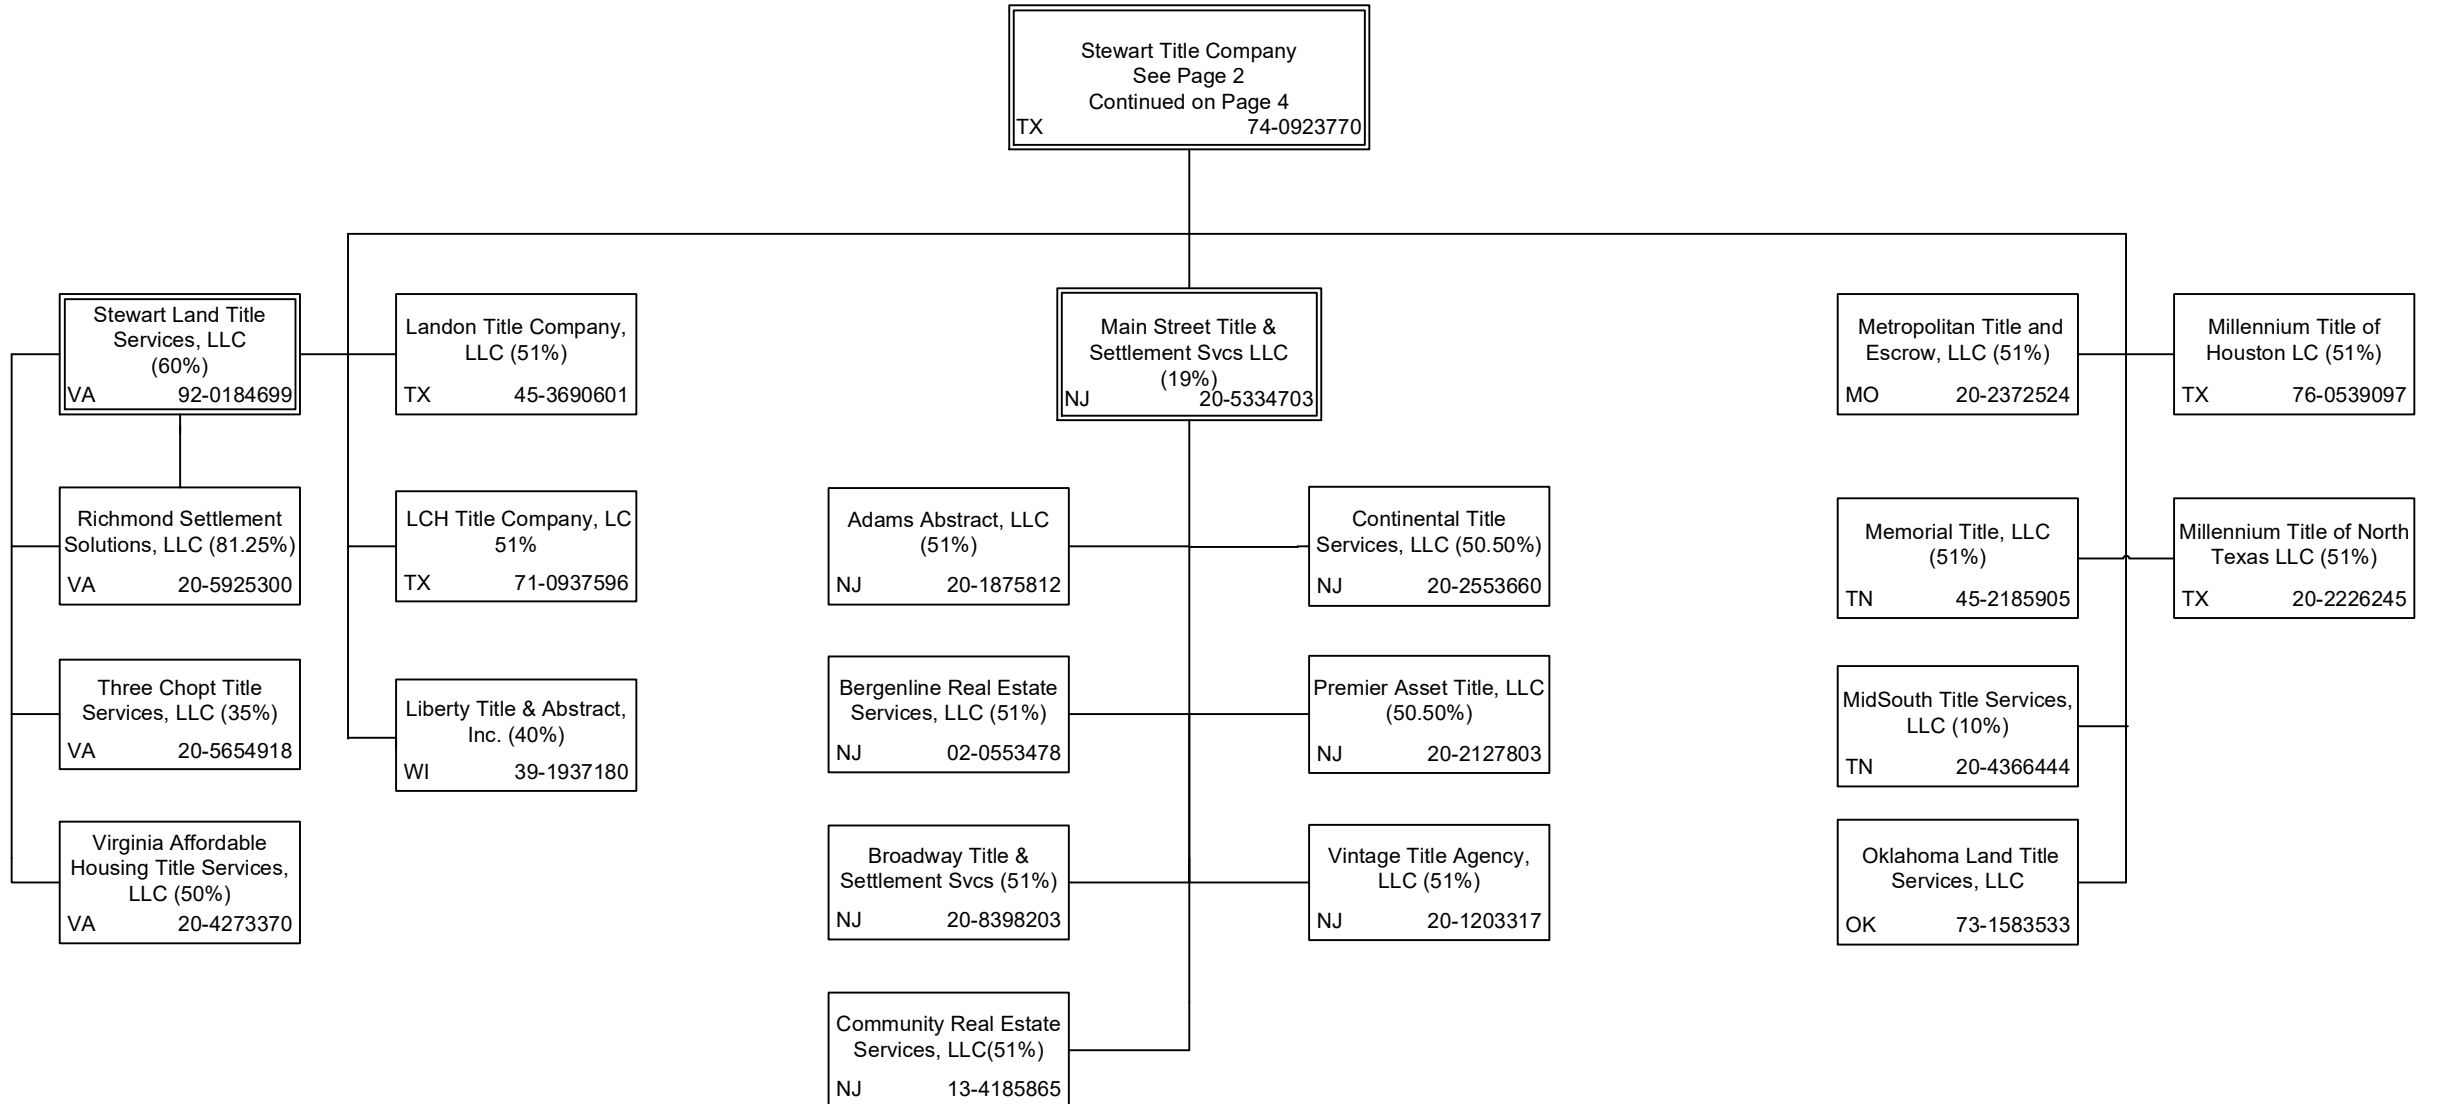 Stewart Title Company
See Page 2
Continued on Page 4
TX 74-0923770
Stewart Land Title
Services, LLC
(60%)
VA 92-0184699
Landon Title Company,
LLC (51%)
TX 45-3690601
Main Street Title &
Settlement Svcs LLC
(19%)
NJ 20-5334703
Metropolitan Title and
Escrow, LLC (51%)
MO 20-2372524
Millennium Title of
Houston LC (51%)
TX 76-0539097
Richmond Settlement
Solutions, LLC (81.25%)
VA 20-5925300
LCH Title Company, LC
51%
TX 71-0937596
Adams Abstract, LLC
(51%)
NJ 20-1875812
Continental Title
Services, LLC (50.50%)
NJ 20-2553660
Memorial Title, LLC
(51%)
TN 45-2185905
Millennium Title of North
Texas LLC (51%)
TX 20-2226245
Three Chopt Title
Services, LLC (35%)
VA 20-5654918
Liberty Title & Abstract,
Inc. (40%)
WI 39-1937180
Bergenline Real Estate
Services, LLC (51%)
NJ 02-0553478
Premier Asset Title, LLC
(50.50%)
NJ 20-2127803
MidSouth Title Services,
LLC (10%)
TN 20-4366444
Virginia Affordable
Housing Title Services,
LLC (50%)
VA 20-4273370
Broadway Title &
Settlement Svcs (51%)
NJ 20-8398203
Vintage Title Agency,
LLC (51%)
NJ 20-1203317
Oklahoma Land Title
Services, LLC
OK 73-1583533
Community Real Estate
Services, LLC(51%)
NJ 13-4185865